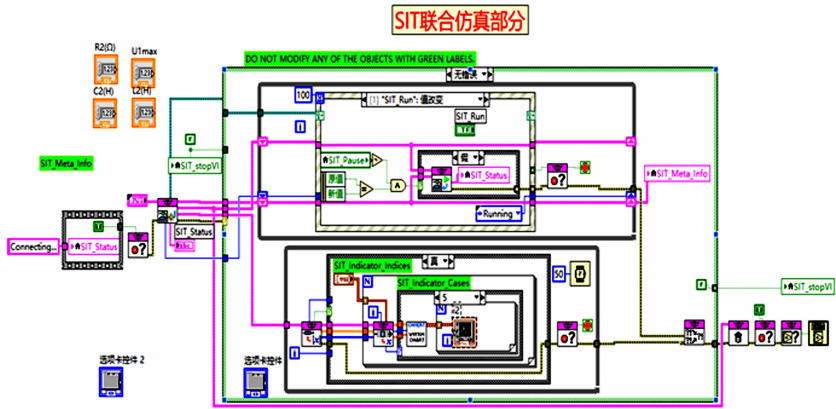 SIT联合仿真部分
R2(Ω)
U1max
C2(H)
L2(H)
DO NOT MODIFY ANY OF THE OBJECTS WITH GREEN LABELS.
无错误
100
[1] "SIT_Run": 值改变
SIT_Run
SIT_stopVI
SIT_Meta_Info
SIT_Pause
假
SIT_Status
SIT_Meta_Info
原值
新值
Running
SIT_Status
SIT_Status
Connecting...
真
SIT_Indicator_Indices
50
SIT_Indicator_Cases
5
SIT_stopVI
选项卡控件 2
选项卡控件